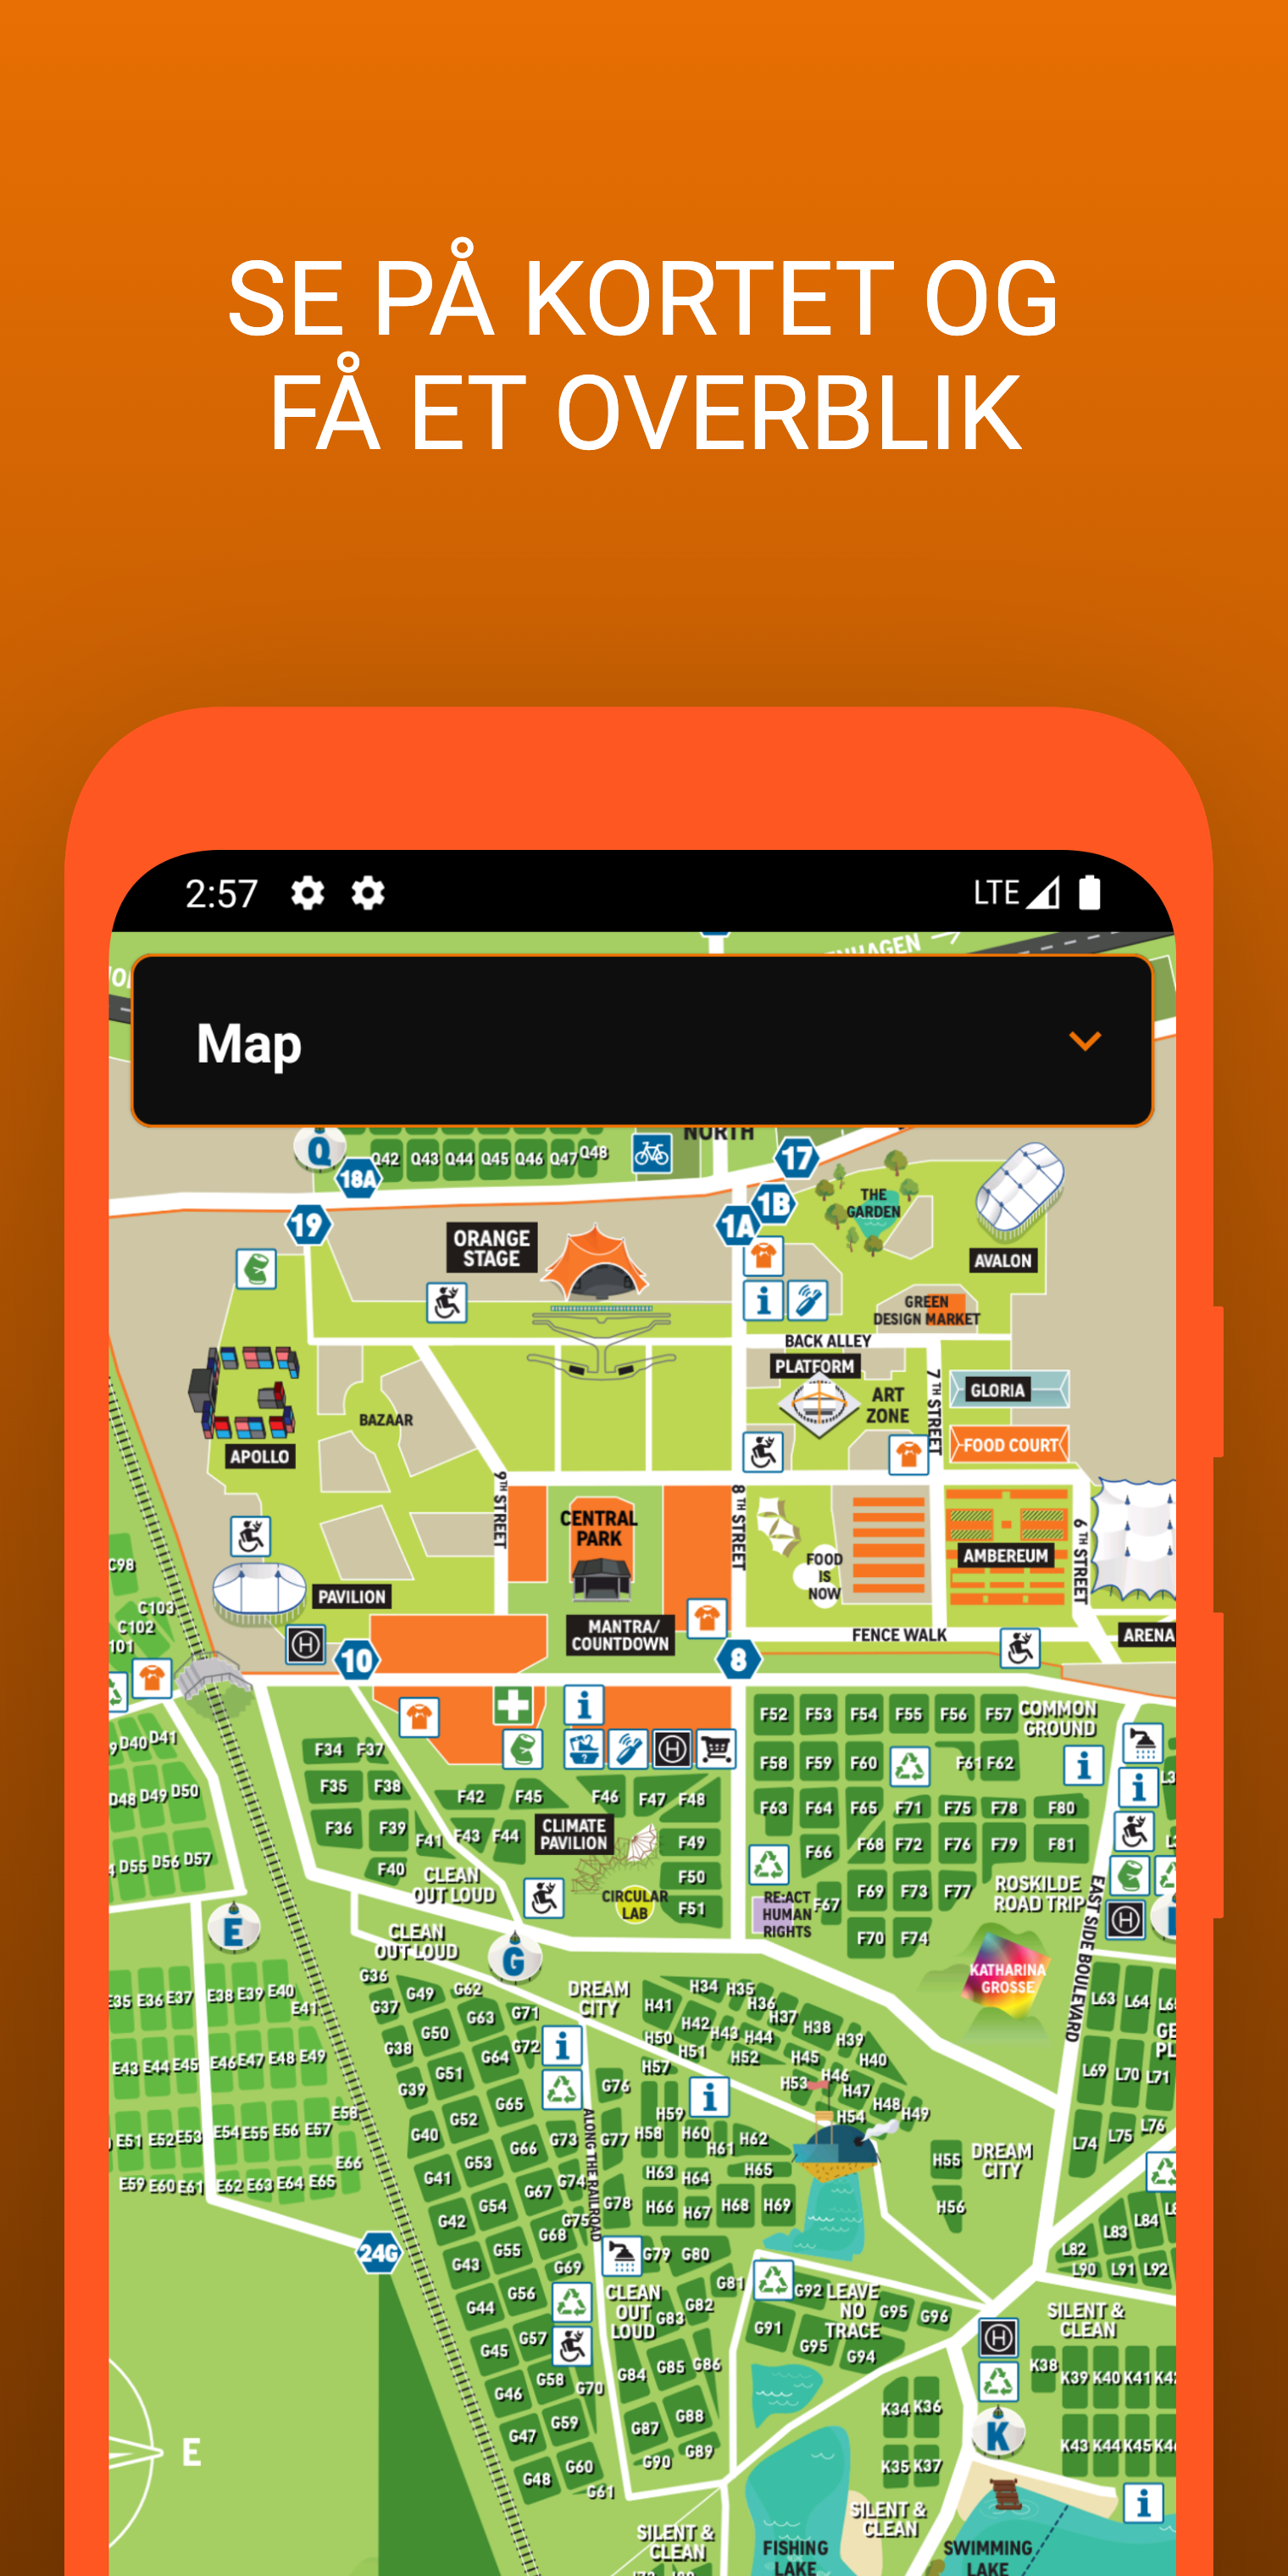 SE PÅ KORTET OG
FÅ ET OVERBLIK
2:57
LTE
Map
NORTH
Q
Q42 Q43 Q44 Q45 Q46 Q47 Q48
18A
17
19
1B
1A
THE
GARDEN
ORANGE
STAGE
AVALON
GREEN
DESIGN MARKET
BACK ALLEY
PLATFORM
ART
ZONE
7TH STREET
GLORIA
FOOD COURT
BAZAAR
APOLLO
9TH STREET
8TH STREET
6TH STREET
CENTRAL
PARK
AMBEREUM
FOOD
IS
NOW
C98
PAVILION
C103
C102
MANTRA/
COUNTDOWN
FENCE WALK
ARENA
10
8
F52 F53 F54 F55 F56 F57
COMMON
GROUND
D40 D41
F34 F37
F58 F59 F60 F61 F62
F35 F38
D48 D49 D50
F42 F45 F46 F47 F48
F63 F64 F65 F71 F75 F78 F80
F36 F39 F41 F43 F44
CLIMATE
PAVILION
F49
F66 F68 F72 F76 F79 F81
D55 D56 D57
F40
CLEAN
OUT LOUD
F50
CIRCULAR
LAB
F51
RE:ACT
HUMAN
RIGHTS
F67 F69 F73 F77
ROSKILDE
ROAD TRIP
F70 F74
EAST SIDE BOULEVARD
E
CLEAN
OUT LOUD
G
KATHARINA
GROSSE
G36
DREAM
CITY
E35 E36 E37 E38 E39 E40
E41
G37 G49 G62
G63 G71
H34 H35
H41 H36
H37
H42 H43 H44 H38
H39
L63 L64
G38 G50 G64 G72
H50 H51 H52 H45 H40
E43 E44 E45 E46 E47 E48 E49
G39 G51 G65 G76
H57 H53 H46
H47
H48 H49
L69 L70 L71
ALONG THE RAILROAD
E58
G52
H59 H54
E51 E52 E53 E54 E55 E56 E57
G40 G66 G73 G77
H58 H60 H61 H62
L74 L75 L76
E66
G41 G53 G67 G74
H63 H64 H65
H55
DREAM
CITY
E59 E60 E61 E62 E63 E64 E65
G42 G54 G68 G75 G78
H66 H67 H68 H69
H56
L83 L84
24G
G43 G55 G69
G79 G80
L82
L90 L91 L92
G44 G56
CLEAN
OUT
LOUD
G81
G82
G83
G92
LEAVE
NO
TRACE
G95 G96
SILENT &
CLEAN
G45 G57
G91
G95
G94
G46 G58 G70
G84 G85 G86
K38
K39 K40 K41
K34 K36
K
E
G47 G59
G87 G88
K43 K44 K45
G48 G60
G61
G90 G89
K35 K37
SILENT &
CLEAN
SILENT &
CLEAN
FISHING
LAKE
SWIMMING
LAKE